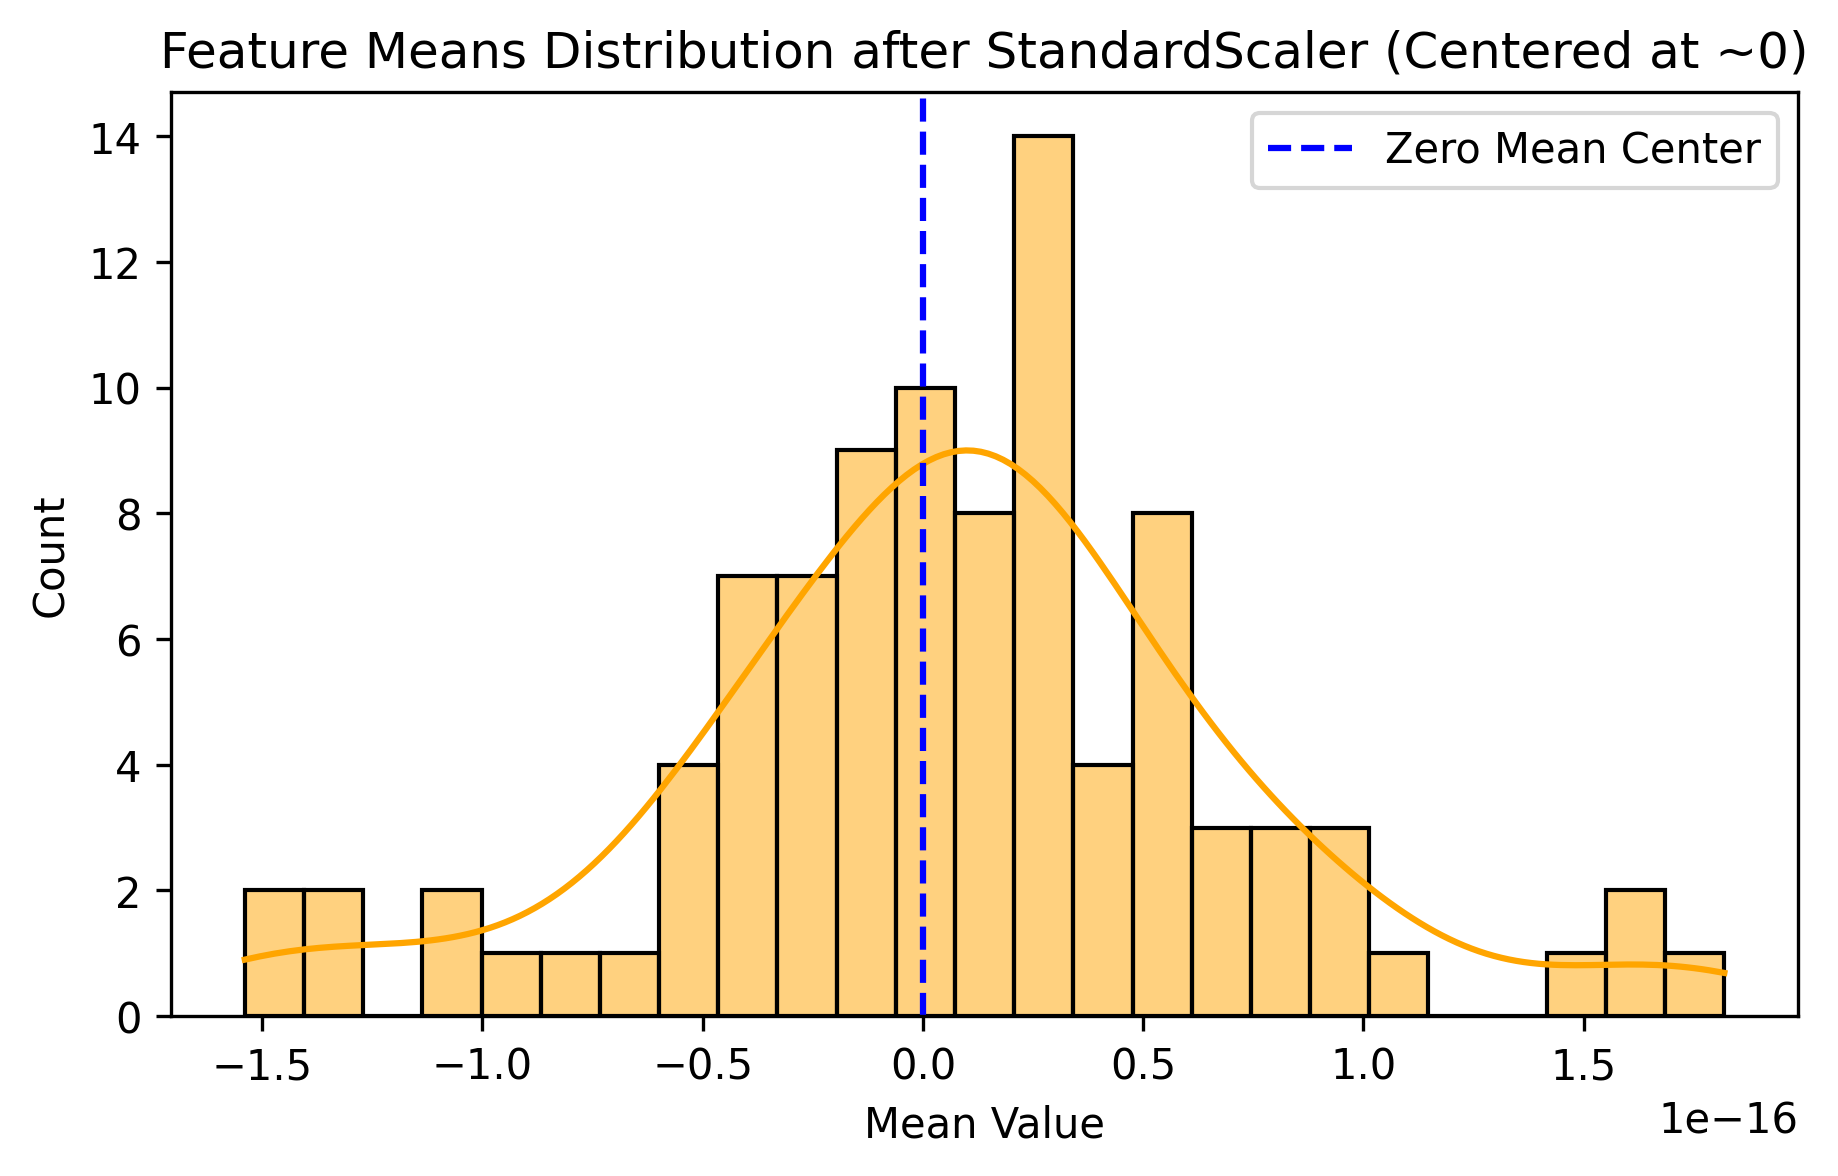 Feature Means Distribution after StandardScaler (Centered at ~0)
Zero Mean Center
14
12
10
8
6
4
2
0
Count
−1.5 −1.0 −0.5 0.0 0.5 1.0 1.5
1e−16
Mean Value